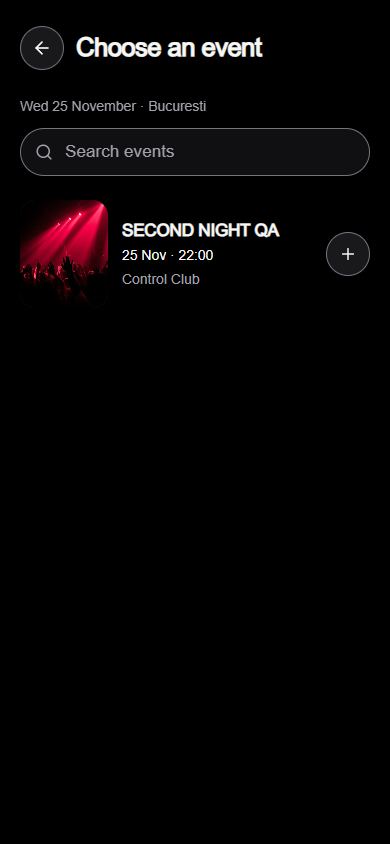 Choose an event
Wed 25 November · Bucuresti
Search events
SECOND NIGHT QA
25 Nov · 22:00
Control Club